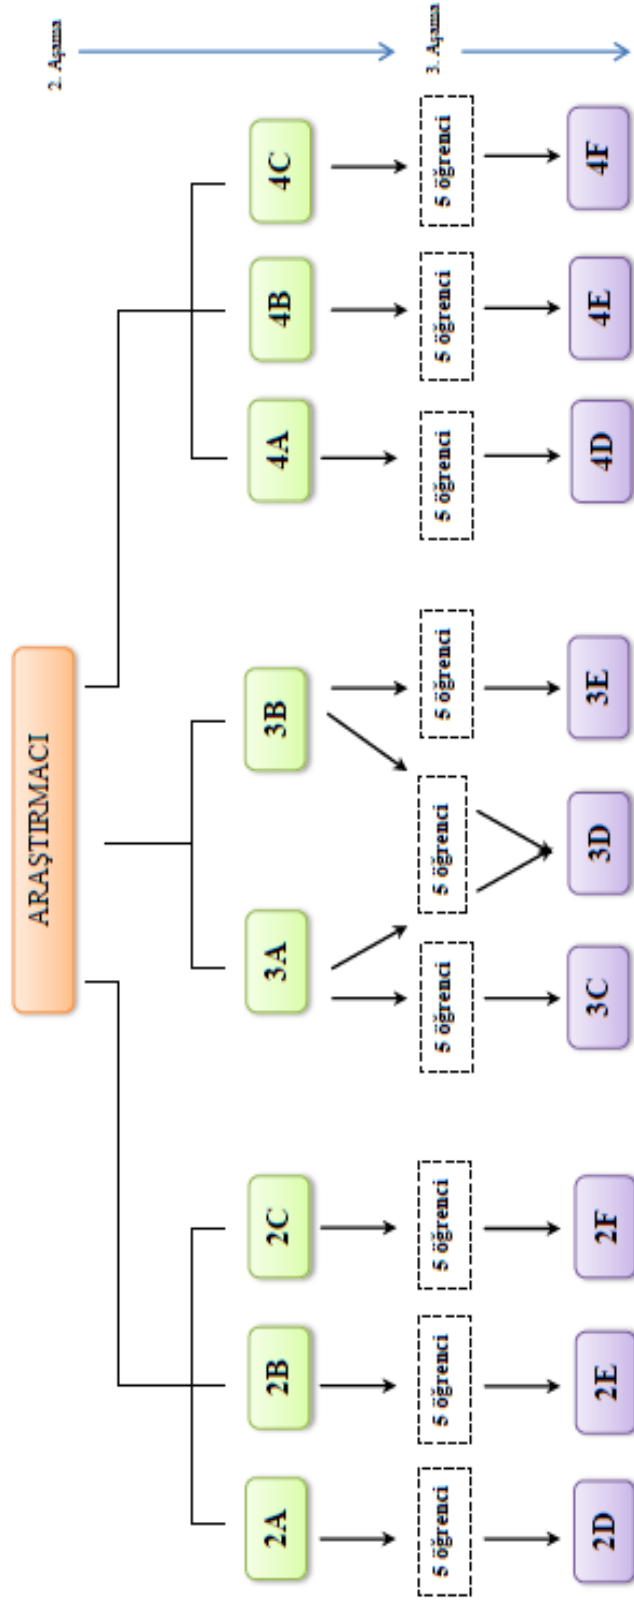 ARAŞTIRMACI
2. Aşama
2A
2B
2C
3A
3B
4A
4B
4C
3. Aşama
5 öğrenci
5 öğrenci
5 öğrenci
5 öğrenci
5 öğrenci
5 öğrenci
5 öğrenci
5 öğrenci
5 öğrenci
2D
2E
2F
3C
3D
3E
4D
4E
4F